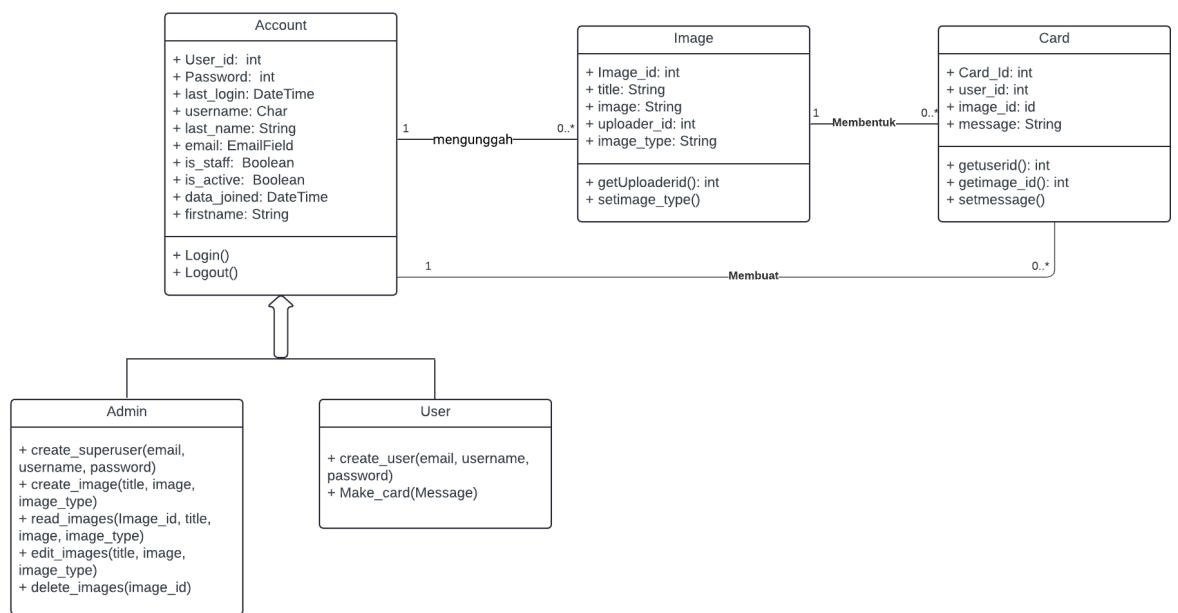 Account
+ User_id: int
+ Password: int
+ last_login: DateTime
+ username: Char
+ last_name: String
+ email: EmailField
+ is_staff: Boolean
+ is_active: Boolean
+ data_joined: DateTime
+ firstname: String
+ Login()
+ Logout()
1
mengunggah
0..*
Image
+ Image_id: int
+ title: String
+ image: String
+ uploader_id: int
+ image_type: String
+ getUploaderid(): int
+ setimage_type()
1
Membentuk
0..*
Card
+ Card_Id: int
+ user_id: int
+ image_id: id
+ message: String
+ getuserid(): int
+ getimage_id(): int
+ setmessage()
1
Membuat
0..*
Admin
+ create_superuser(email,
username, password)
+ create_image(title, image,
image_type)
+ read_images(Image_id, title,
image, image_type)
+ edit_images(title, image,
image_type)
+ delete_images(image_id)
User
+ create_user(email, username,
password)
+ Make_card(Message)